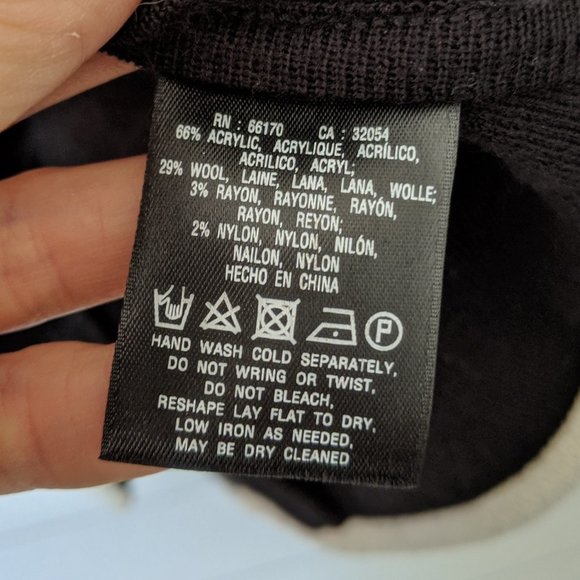 RN : 66170 CA : 32054
66% ACRYLIC, ACRYLIQUE, ACRÍLICO,
ACRILICO, ACRYL;
29% WOOL, LAINE, LANA, LANA, WOLLE;
3% RAYON, RAYONNE, RAYÓN,
RAYON, REYON;
2% NYLON, NYLON, NILÓN,
NAILON, NYLON
HECHO EN CHINA
P
HAND WASH COLD SEPARATELY,
DO NOT WRING OR TWIST,
DO NOT BLEACH,
RESHAPE LAY FLAT TO DRY,
LOW IRON AS NEEDED,
MAY BE DRY CLEANED